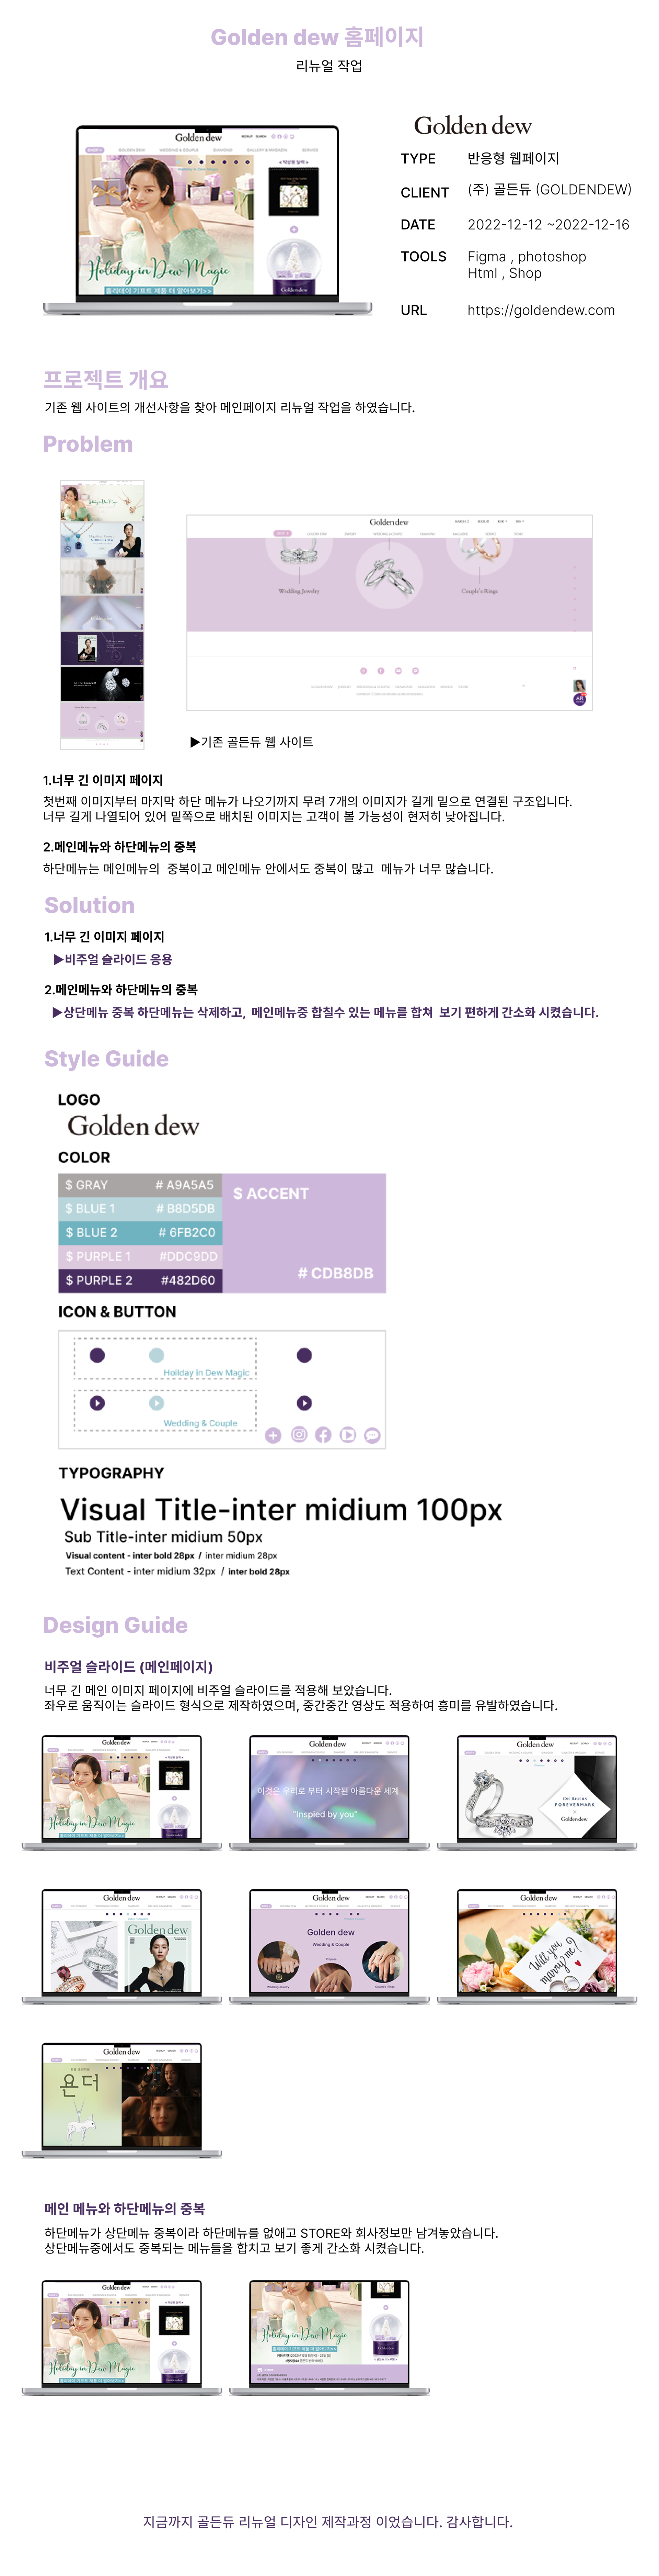 Golden dew 홈페이지
리뉴얼 작업
Golden dew
Holiday in Dew Magic
홀리데이 기프트 제품 더 알아보기>>
Golden dew
TYPE 반응형 웹페이지
CLIENT (주) 골든듀 (GOLDENDEW)
DATE 2022-12-12 ~2022-12-16
TOOLS Figma , photoshop
Html , Shop
URL https://goldendew.com
프로젝트 개요
기존 웹 사이트의 개선사항을 찾아 메인페이지 리뉴얼 작업을 하였습니다.
Problem
Golden dew
Wedding Jewelry
Couple's Rings
▶기존 골든듀 웹 사이트
1.너무 긴 이미지 페이지
첫번째 이미지부터 마지막 하단 메뉴가 나오기까지 무려 7개의 이미지가 길게 밑으로 연결된 구조입니다.
너무 길게 나열되어 있어 밑쪽으로 배치된 이미지는 고객이 볼 가능성이 현저히 낮아집니다.
2.메인메뉴와 하단메뉴의 중복
하단메뉴는 메인메뉴의 중복이고 메인메뉴 안에서도 중복이 많고 메뉴가 너무 많습니다.
Solution
1.너무 긴 이미지 페이지
▶비주얼 슬라이드 응용
2.메인메뉴와 하단메뉴의 중복
▶상단메뉴 중복 하단메뉴는 삭제하고, 메인메뉴중 합칠수 있는 메뉴를 합쳐 보기 편하게 간소화 시켰습니다.
Style Guide
LOGO
Golden dew
COLOR
$ GRAY # A9A5A5
$ BLUE 1 # B8D5DB
$ BLUE 2 # 6FB2C0
$ PURPLE 1 #DDC9DD
$ PURPLE 2 #482D60
$ ACCENT
# CDB8DB
ICON & BUTTON
Hoilday in Dew Magic
Wedding & Couple
TYPOGRAPHY
Visual Title-inter midium 100px
Sub Title-inter midium 50px
Visual content - inter bold 28px / inter midium 28px
Text Content - inter midium 32px / inter bold 28px
Design Guide
비주얼 슬라이드 (메인페이지)
너무 긴 메인 이미지 페이지에 비주얼 슬라이드를 적용해 보았습니다.
좌우로 움직이는 슬라이드 형식으로 제작하였으며, 중간중간 영상도 적용하여 흥미를 유발하였습니다.
Golden dew
Holiday in Dew Magic
Golden dew
이것은 우리로 부터 시작된 아름다운 세계
"Inspied by you"
Golden dew
DE BEERS
FOREVERMARK
Golden dew
Golden dew
Golden dew
Golden dew
Golden dew
Wedding & Couple
Golden dew
Will you marry me?
Golden dew
욘더
메인 메뉴와 하단메뉴의 중복
하단메뉴가 상단메뉴 중복이라 하단메뉴를 없애고 STORE와 회사정보만 남겨놓았습니다.
상단메뉴중에서도 중복되는 메뉴들을 합치고 보기 좋게 간소화 시켰습니다.
Golden dew
Holiday in Dew Magic
Holiday in Dew Magic
지금까지 골든듀 리뉴얼 디자인 제작과정 이었습니다. 감사합니다.